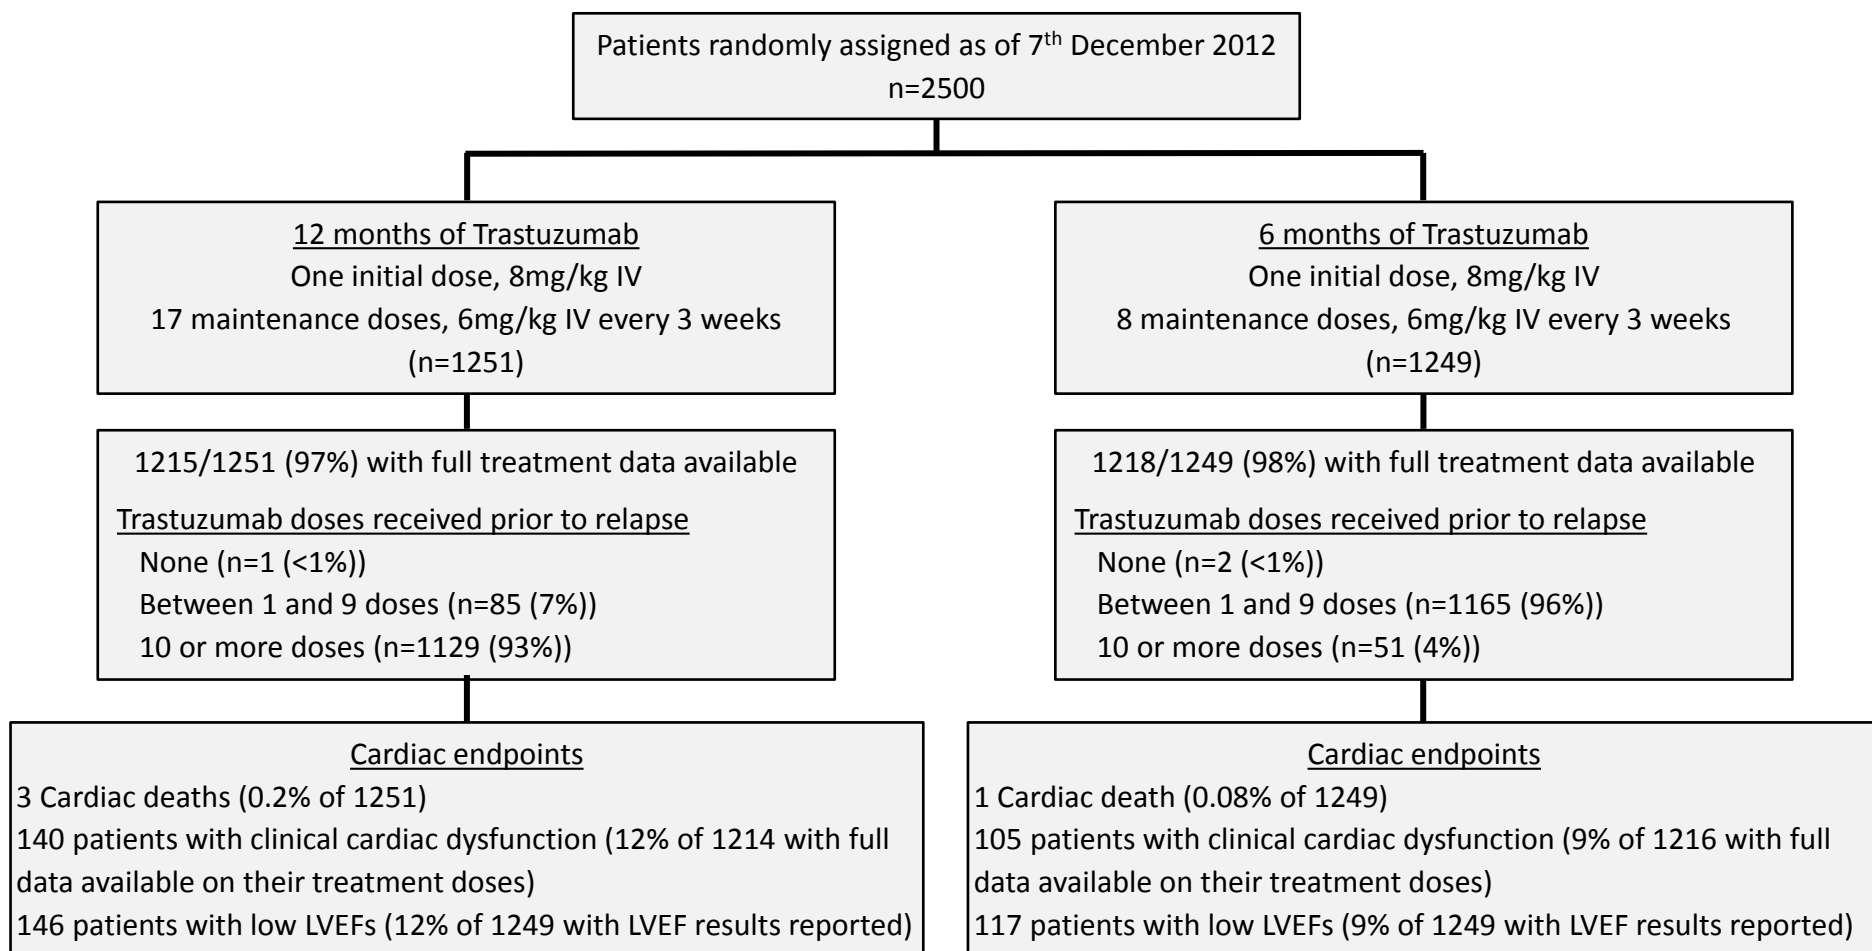 Patients randomly assigned as of 7th December 2012
n=2500
12 months of Trastuzumab
One initial dose, 8mg/kg IV
17 maintenance doses, 6mg/kg IV every 3 weeks
(n=1251)
6 months of Trastuzumab
One initial dose, 8mg/kg IV
8 maintenance doses, 6mg/kg IV every 3 weeks
(n=1249)
1215/1251 (97%) with full treatment data available
Trastuzumab doses received prior to relapse
None (n=1 (<1%))
Between 1 and 9 doses (n=85 (7%))
10 or more doses (n=1129 (93%))
1218/1249 (98%) with full treatment data available
Trastuzumab doses received prior to relapse
None (n=2 (<1%))
Between 1 and 9 doses (n=1165 (96%))
10 or more doses (n=51 (4%))
Cardiac endpoints
3 Cardiac deaths (0.2% of 1251)
140 patients with clinical cardiac dysfunction (12% of 1214 with full
data available on their treatment doses)
146 patients with low LVEFs (12% of 1249 with LVEF results reported)
Cardiac endpoints
1 Cardiac death (0.08% of 1249)
105 patients with clinical cardiac dysfunction (9% of 1216 with full
data available on their treatment doses)
117 patients with low LVEFs (9% of 1249 with LVEF results reported)